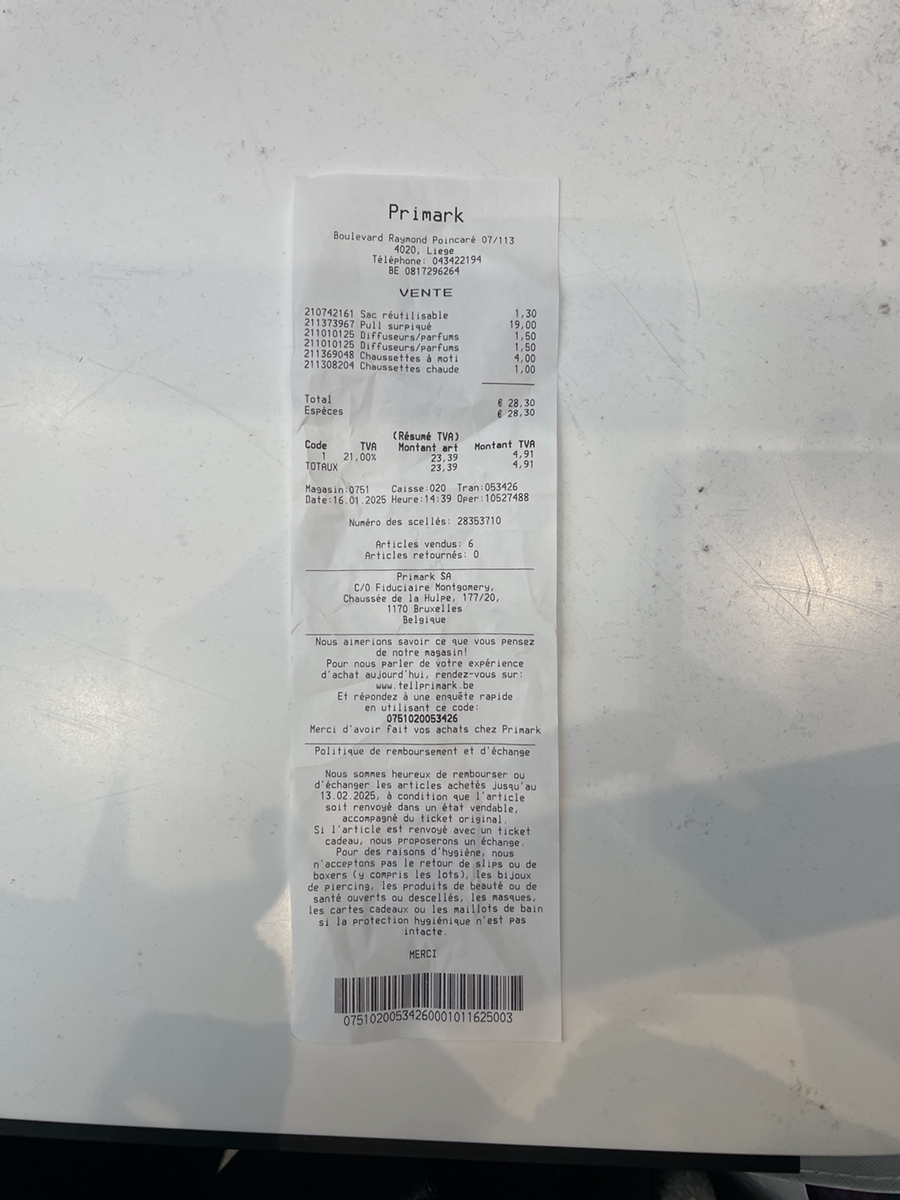 Primark
Boulevard Raymond Poincaré 07/113
4020, Liege
Téléphone: 043422194
BE 0817296264
VENTE
210742161 Sac réutilisable 1,30
211373967 Pull surpiqué 19,00
211010125 Diffuseurs/parfums 1,50
211010125 Diffuseurs/parfums 1,50
211369048 Chaussettes à moti 4,00
211308204 Chaussettes chaude 1,00
Total € 28,30
Espèces € 28,30
(Résumé TVA)
Code TVA Montant art Montant TVA
1 21,00% 23,39 4,91
TOTAUX 23,39 4,91
Magasin:0751 Caisse:020 Tran:053426
Date:16.01.2025 Heure:14:39 Oper:10527488
Numéro des scellés: 28353710
Articles vendus: 6
Articles retournés: 0
Primark SA
C/O Fiduciaire Montgomery,
Chaussée de la Hulpe, 177/20,
1170 Bruxelles
Belgique
Nous aimerions savoir ce que vous pensez
de notre magasin!
Pour nous parler de votre expérience
d'achat aujourd'hui, rendez-vous sur:
www.tellprimark.be
Et répondez à une enquête rapide
en utilisant ce code:
0751020053426
Merci d'avoir fait vos achats chez Primark
Politique de remboursement et d'échange
Nous sommes heureux de rembourser ou
d'échanger les articles achetés jusqu'au
13.02.2025, à condition que l'article
soit renvoyé dans un état vendable,
accompagné du ticket original.
Si l'article est renvoyé avec un ticket
cadeau, nous proposerons un échange.
Pour des raisons d'hygiène, nous
n'acceptons pas le retour de slips ou de
boxers (y compris les lots), les bijoux
de piercing, les produits de beauté ou de
santé ouverts ou descellés, les masques,
les cartes cadeaux ou les maillots de bain
si la protection hygiénique n'est pas
intacte.
MERCI
07510200534260001011625003